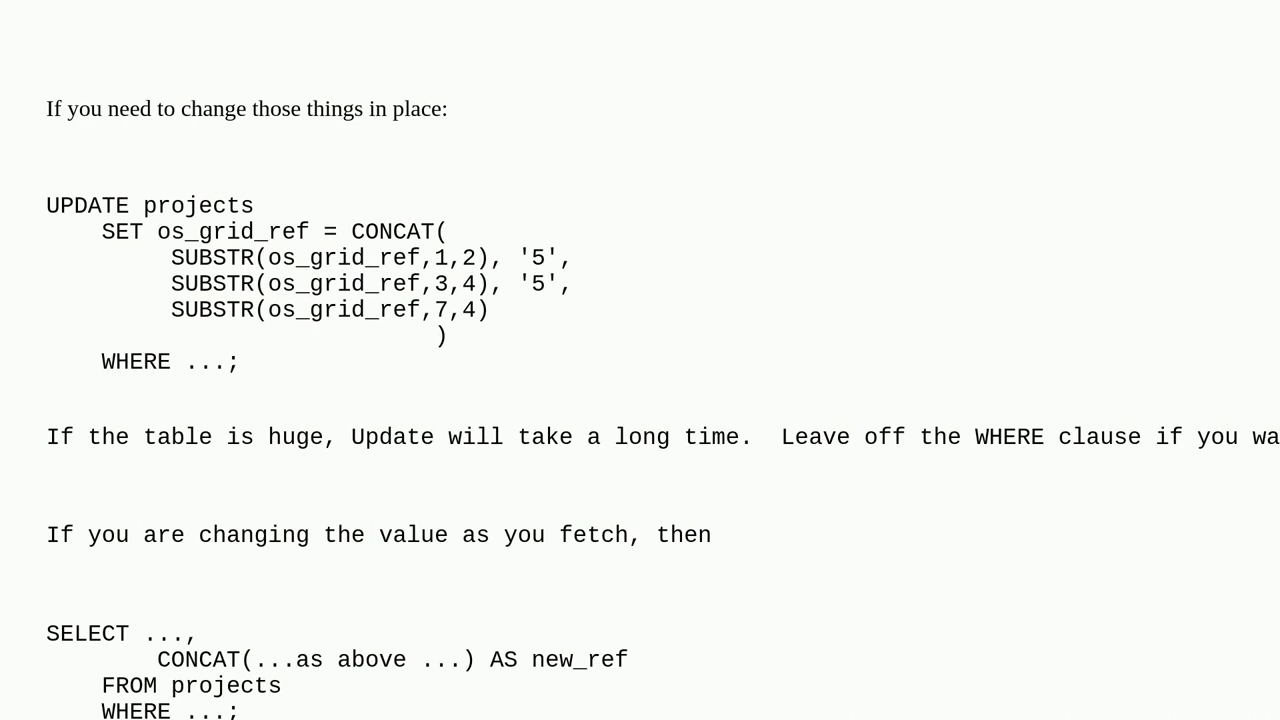 If you need to change those things in place:
UPDATE projects
SET os_grid_ref = CONCAT(
SUBSTR(os_grid_ref,1,2), '5',
SUBSTR(os_grid_ref,3,4), '5',
SUBSTR(os_grid_ref,7,4)
)
WHERE ...;
If the table is huge, Update will take a long time.  Leave off the WHERE clause if you
If you are changing the value as you fetch, then
SELECT ...,
CONCAT(...as above ...) AS new_ref
FROM projects
WHERE ...;